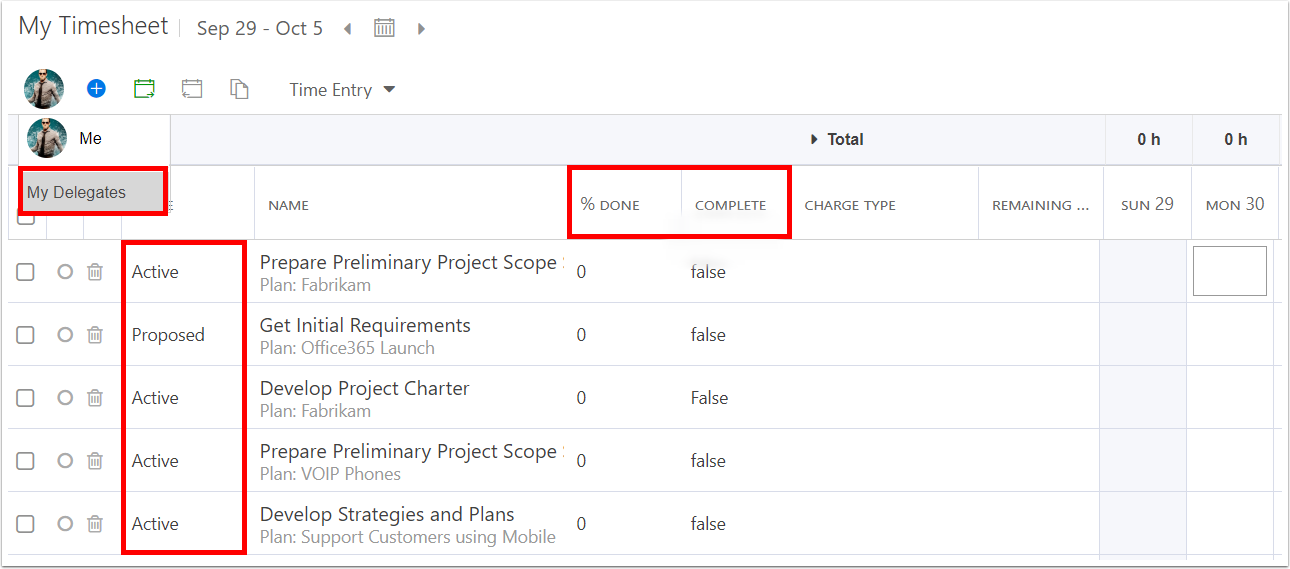 My Timesheet Sep 29 - Oct 5
Time Entry
Me Total 0 h 0 h
My Delegates
NAME % DONE COMPLETE CHARGE TYPE REMAINING ... SUN 29 MON 30
Active Prepare Preliminary Project Scope 0 false
Plan: Fabrikam
Proposed Get Initial Requirements 0 false
Plan: Office365 Launch
Active Develop Project Charter 0 False
Plan: Fabrikam
Active Prepare Preliminary Project Scope 0 false
Plan: VOIP Phones
Active Develop Strategies and Plans 0 false
Plan: Support Customers using Mobile